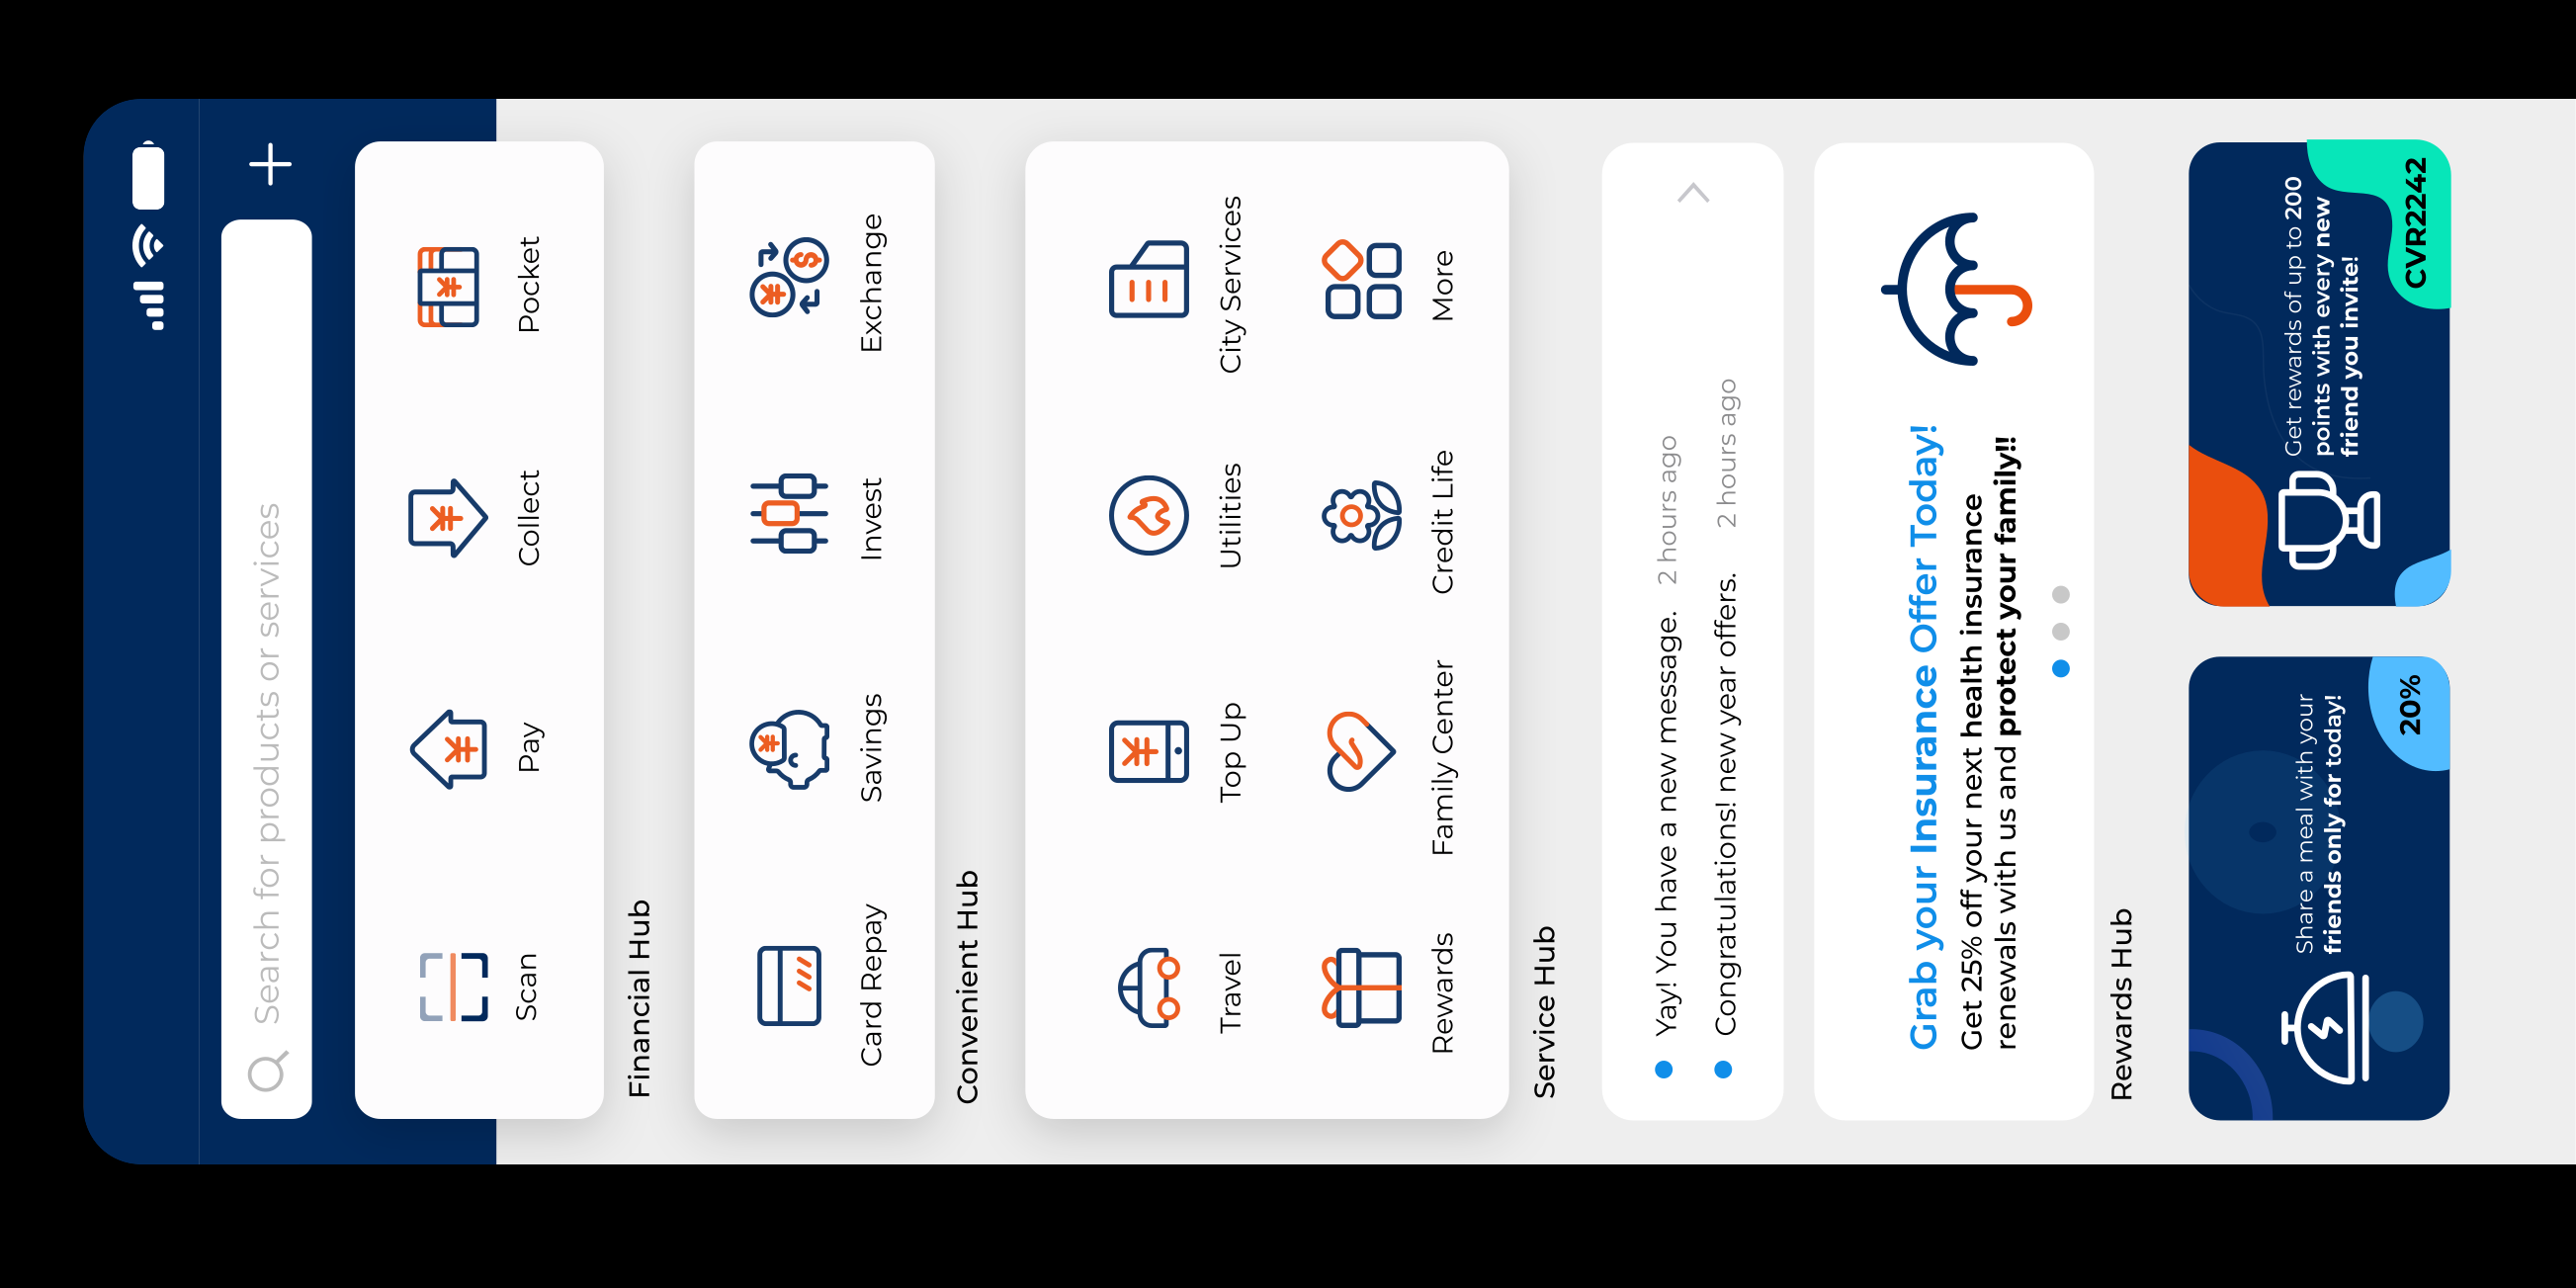 Search for products or services
Scan
Pay
Collect
Pocket
Financial Hub
Card Repay
Savings
Invest
Exchange
Convenient Hub
Travel
Top Up
Utilities
City Services
Rewards
Family Center
Credit Life
More
Service Hub
Yay! You have a new message. 2 hours ago
Congratulations! new year offers. 2 hours ago
Grab your Insurance Offer Today!
Get 25% off your next health insurance
renewals with us and protect your family!!
Rewards Hub
Share a meal with your
friends only for today!
20%
Get rewards of up to 200
points with every new
friend you invite!
CVR2242